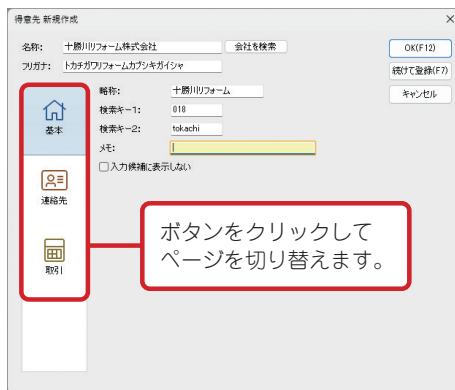 得意先 新規作成
名称: 十勝川リフォーム株式会社 会社を検索 OK(F12)
フリガナ: トカチガワリフォームカブシキガイシャ 続けて登録(F7)
略称: 十勝川リフォーム キャンセル
検索キー1: 018
基本 検索キー2: tokachi
メモ:
入力候補に表示しない
連絡先
ボタンをクリックして
ページを切り替えます。
取引